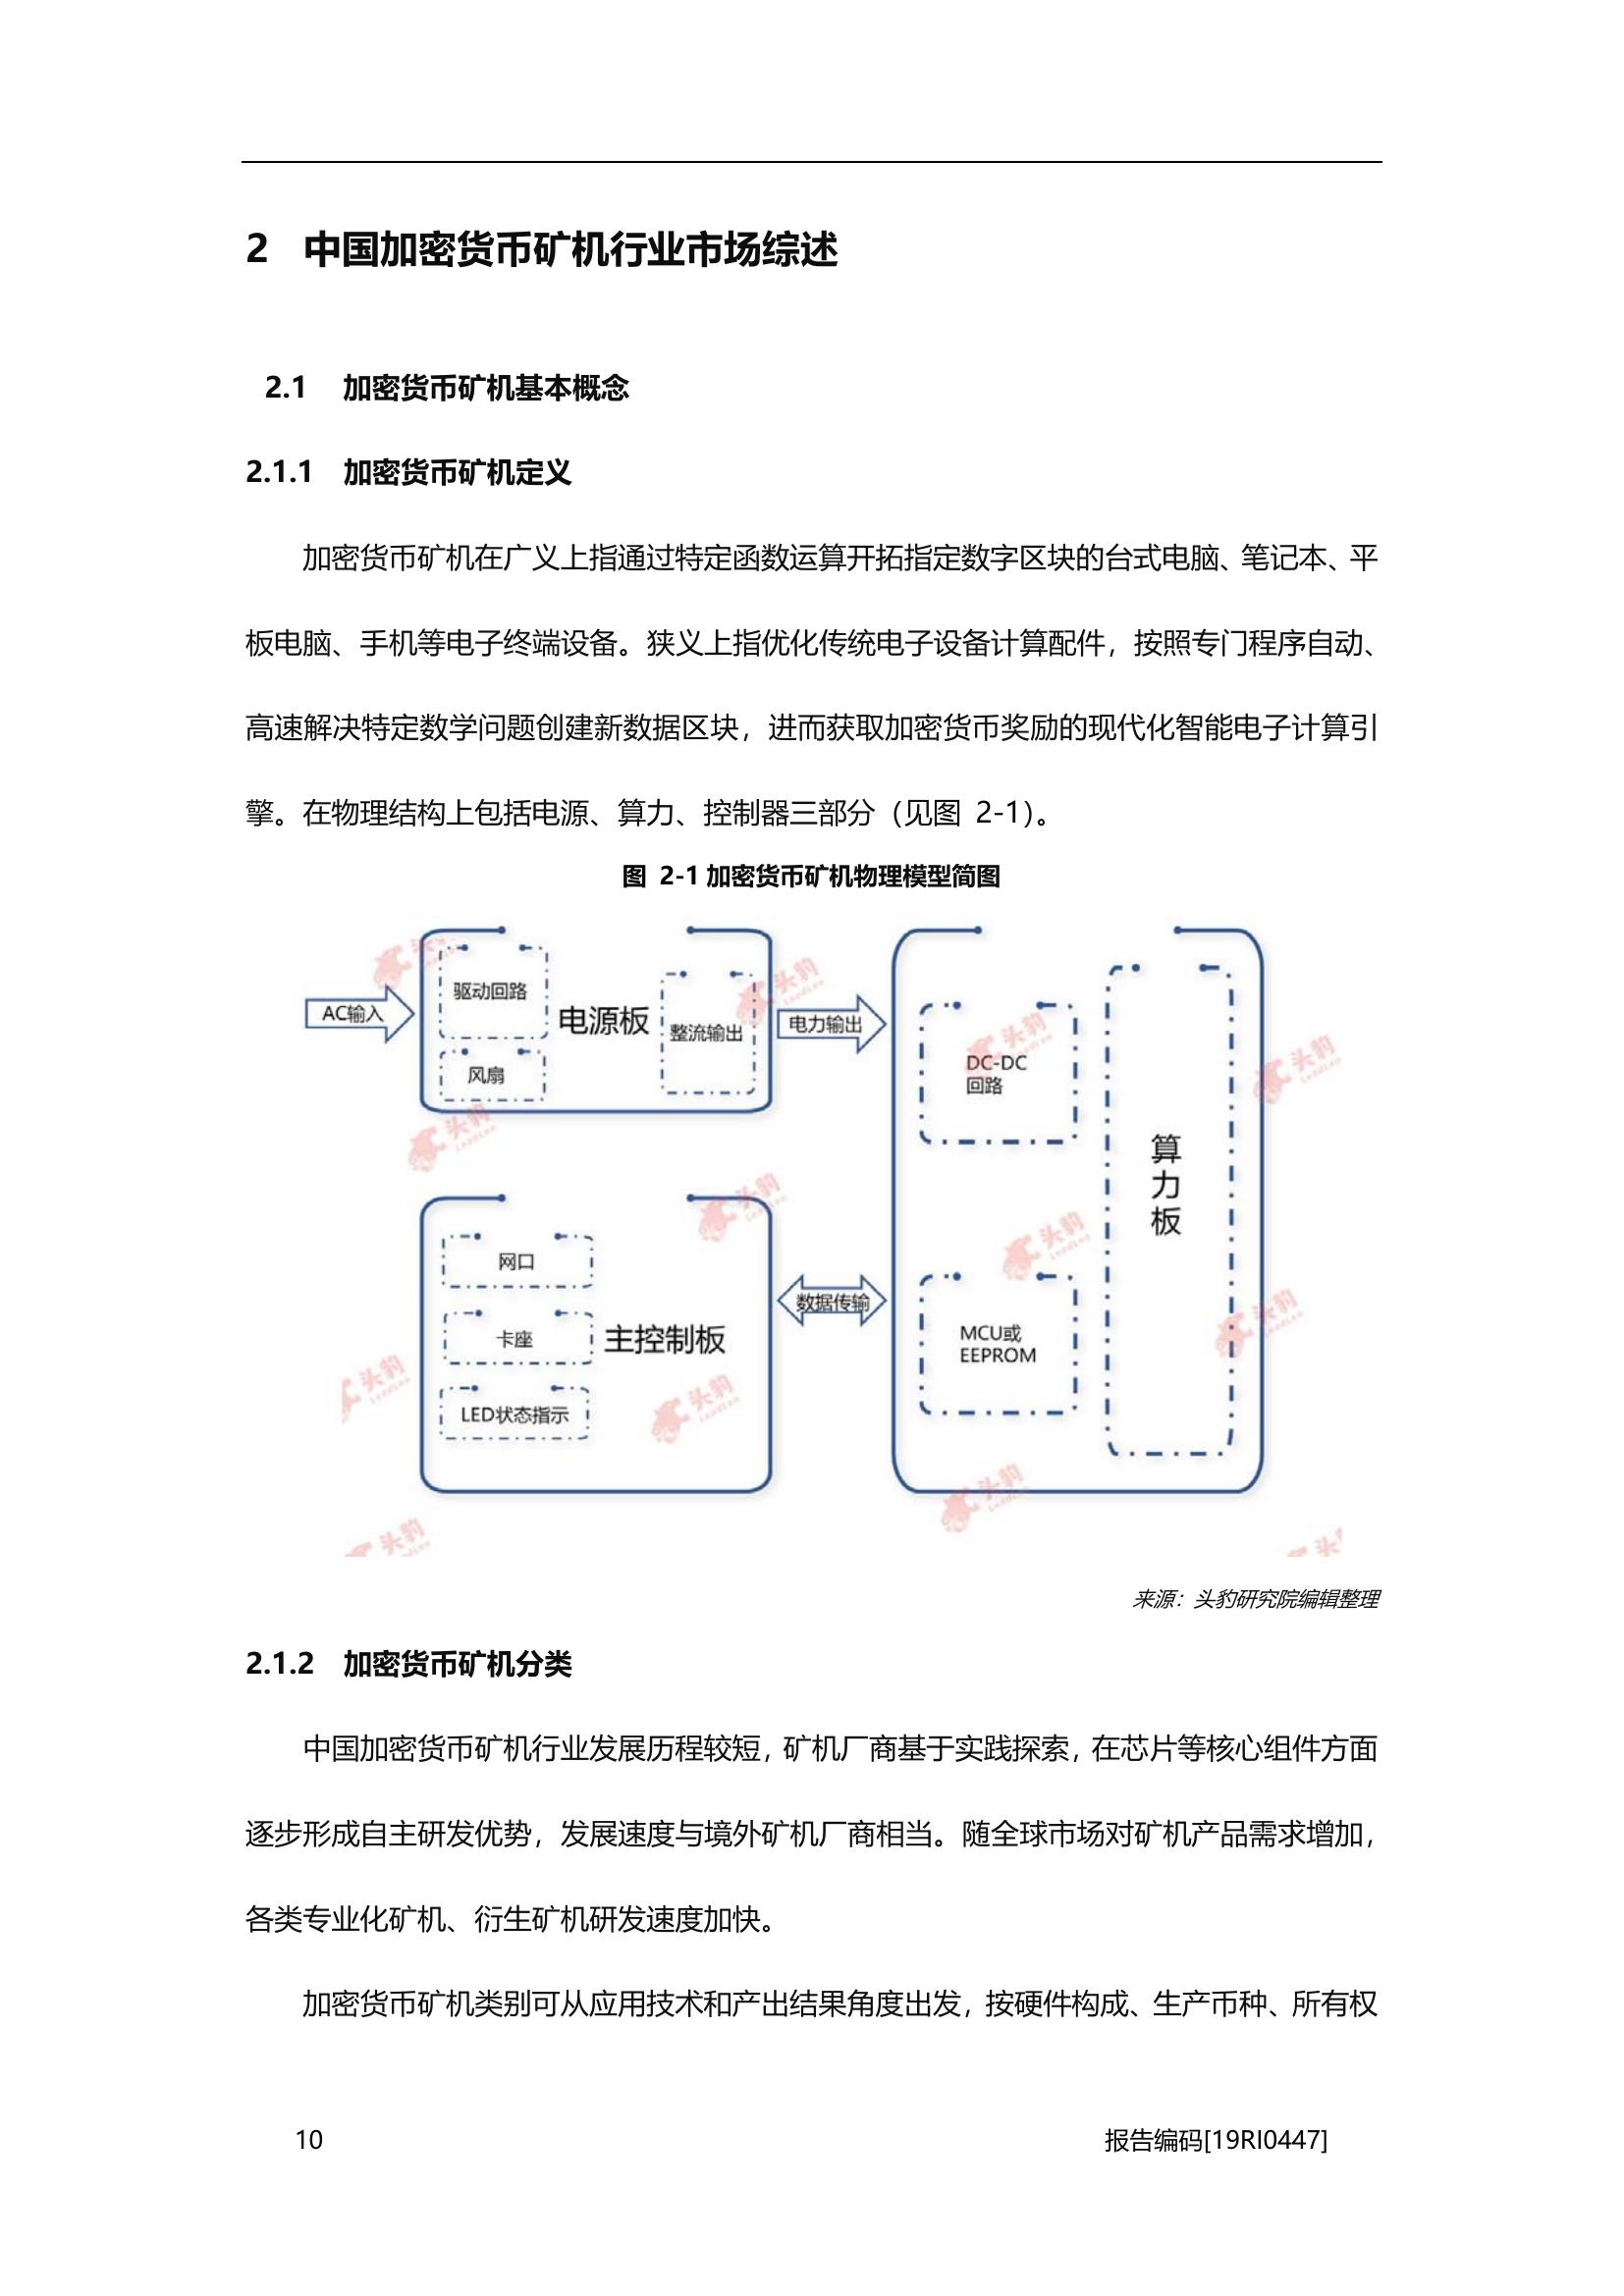 2 中国加密货币矿机行业市场综述
2.1 加密货币矿机基本概念
2.1.1 加密货币矿机定义
加密货币矿机在广义上指通过特定函数运算开拓指定数字区块的台式电脑、笔记本、平
板电脑、手机等电子终端设备。狭义上指优化传统电子设备计算配件，按照专门程序自动、
高速解决特定数学问题创建新数据区块，进而获取加密货币奖励的现代化智能电子计算引
擎。在物理结构上包括电源、算力、控制器三部分（见图 2-1）。
图 2-1 加密货币矿机物理模型简图
AC输入
驱动回路
风扇
电源板
整流输出
电力输出
DC-DC
回路
算
力
板
网口
卡座
LED状态指示
主控制板
数据传输
MCU或
EEPROM
头豹
LeadLeo
来源：头豹研究院编辑整理
2.1.2 加密货币矿机分类
中国加密货币矿机行业发展历程较短，矿机厂商基于实践探索，在芯片等核心组件方面
逐步形成自主研发优势，发展速度与境外矿机厂商相当。随全球市场对矿机产品需求增加，
各类专业化矿机、衍生矿机研发速度加快。
加密货币矿机类别可从应用技术和产出结果角度出发，按硬件构成、生产币种、所有权
10
报告编码[19RI0447]